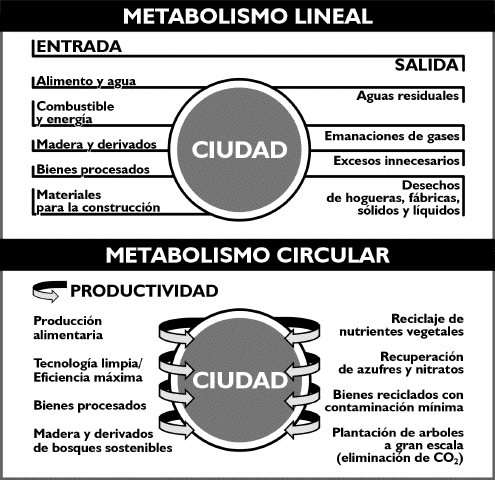 METABOLISMO LINEAL
ENTRADA
SALIDA
Alimento y agua
Combustible
y energía
Madera y derivados
Bienes procesados
Materiales
para la construcción
CIUDAD
Aguas residuales
Emanaciones de gases
Excesos innecesarios
Desechos
de hogueras, fábricas,
sólidos y líquidos
METABOLISMO CIRCULAR
PRODUCTIVIDAD
Producción
alimentaria
Tecnología limpia/
Eficiencia máxima
Bienes procesados
Madera y derivados
de bosques sostenibles
CIUDAD
Reciclaje de
nutrientes vegetales
Recuperación
de azufres y nitratos
Bienes reciclados con
contaminación mínima
Plantación de arboles
a gran escala
(eliminación de CO₂)